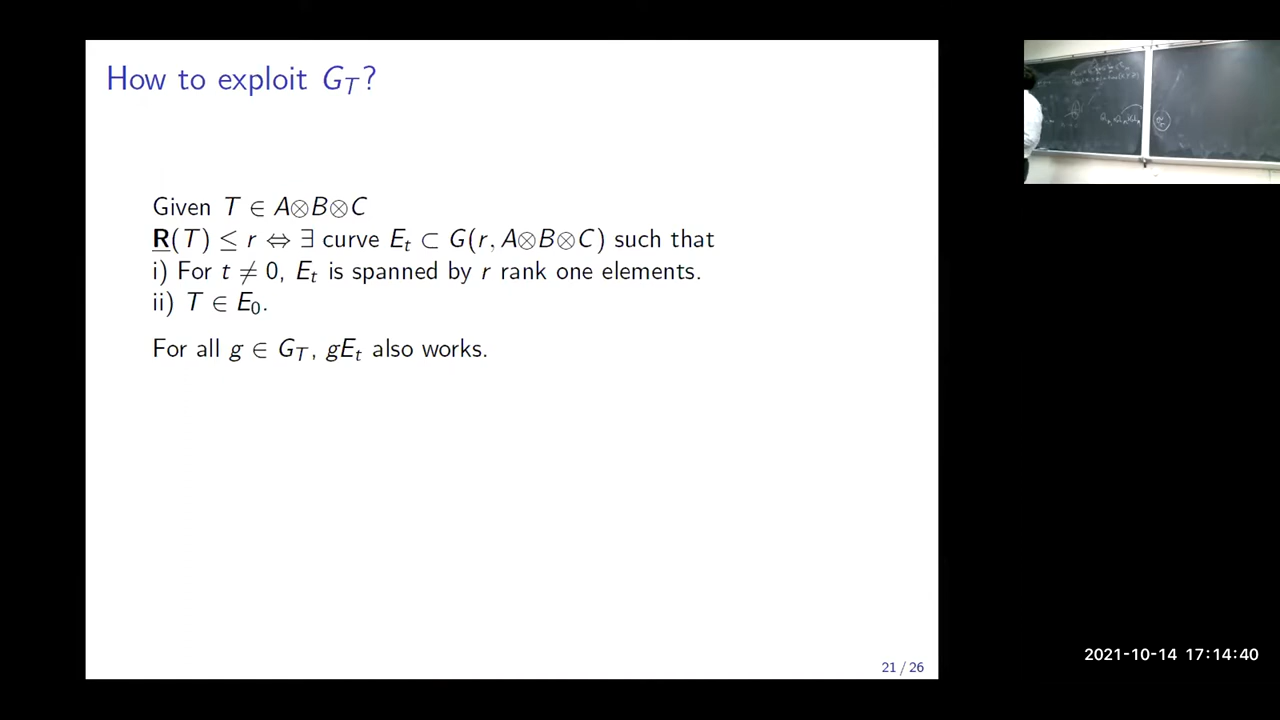 How to exploit G_T?
Given T ∈ A⊗B⊗C
R(T) ≤ r ⇔ ∃ curve E_t ⊂ G(r, A⊗B⊗C) such that
i) For t ≠ 0, E_t is spanned by r rank one elements.
ii) T ∈ E_0.
For all g ∈ G_T, gE_t also works.
21 / 26
2021-10-14 17:14:40